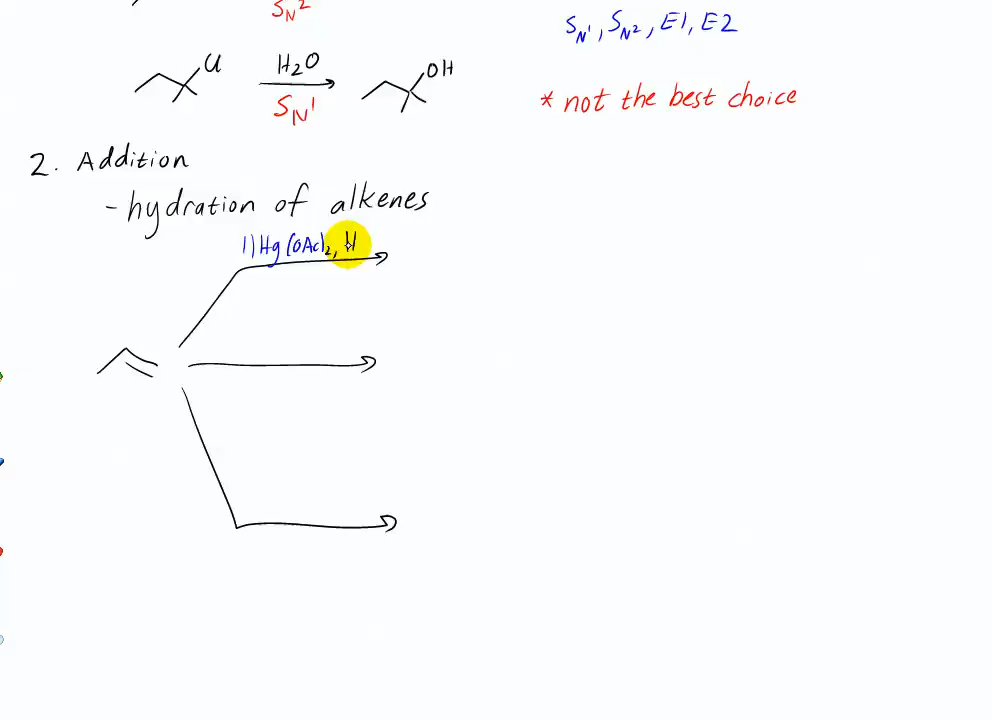 SN2
SN1, SN2, E1, E2
Cl H2O OH
SN1
* not the best choice
2. Addition
- hydration of alkenes
1) Hg(OAc)2, H